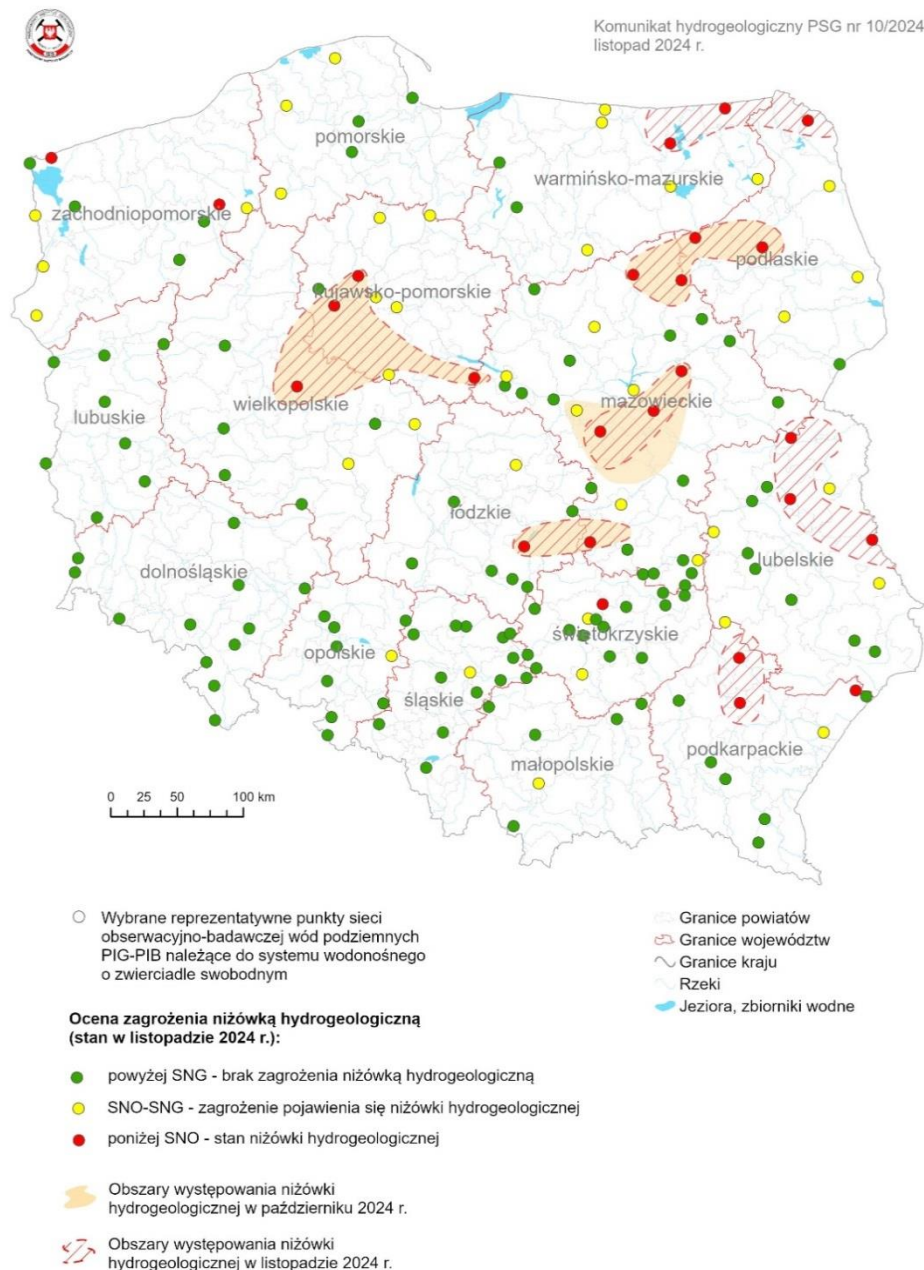 Komunikat hydrogeologiczny PSG nr 10/2024
listopad 2024 r.
pomorskie
warmińsko-mazurskie
zachodniopomorskie
podlaskie
kujawsko-pomorskie
mazowieckie
wielkopolskie
lubuskie
łódzkie
lubelskie
dolnośląskie
świętokrzyskie
opolskie
śląskie
podkarpackie
małopolskie
0 25 50 100 km
Wybrane reprezentatywne punkty sieci
obserwacyjno-badawczej wód podziemnych
PIG-PIB należące do systemu wodonośnego
o zwierciadle swobodnym
Granice powiatów
Granice województw
Granice kraju
Rzeki
Jeziora, zbiorniki wodne
Ocena zagrożenia niżówką hydrogeologiczną
(stan w listopadzie 2024 r.):
powyżej SNG - brak zagrożenia niżówką hydrogeologiczną
SNO-SNG - zagrożenie pojawienia się niżówki hydrogeologicznej
poniżej SNO - stan niżówki hydrogeologicznej
Obszary występowania niżówki
hydrogeologicznej w październiku 2024 r.
Obszary występowania niżówki
hydrogeologicznej w listopadzie 2024 r.